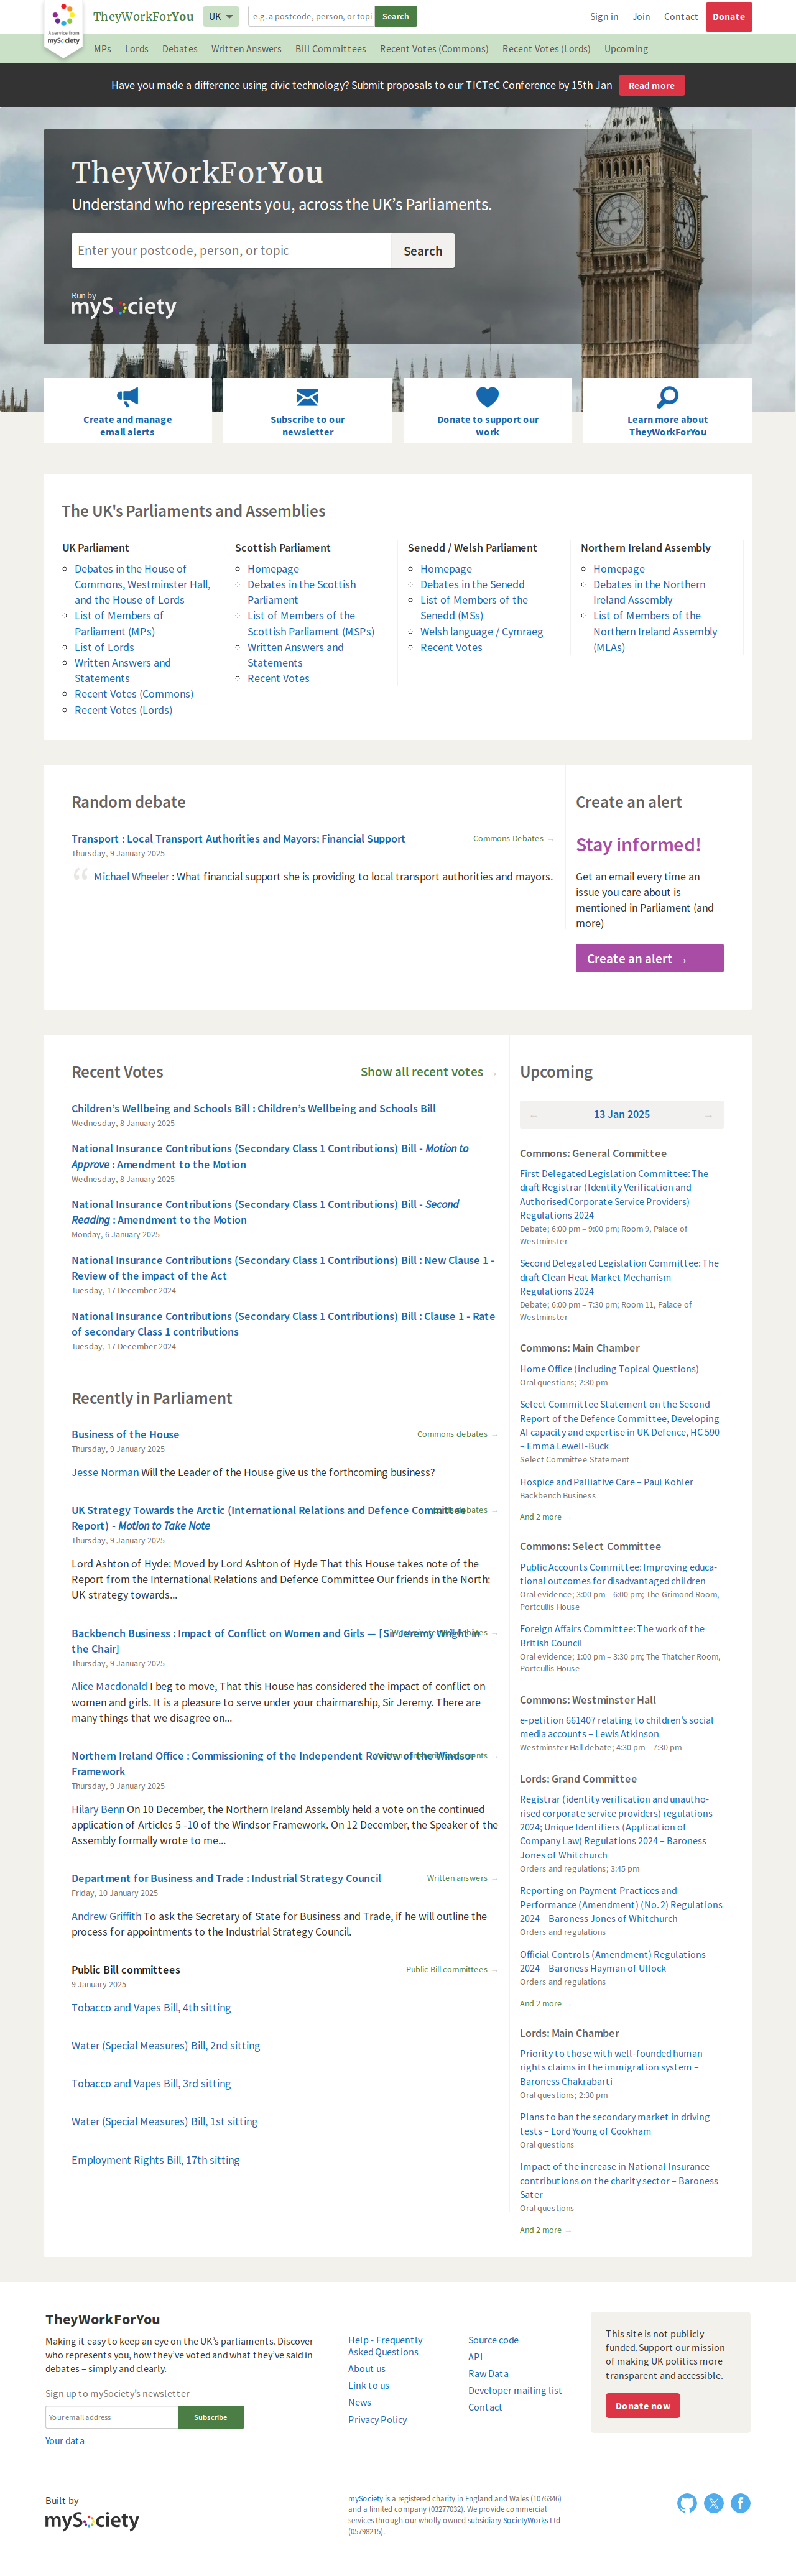 A service from
mySociety
TheyWorkForYou
UK
e.g. a postcode, person, or topi
Search
Sign in
Join
Contact
Donate
MPs
Lords
Debates
Written Answers
Bill Committees
Recent Votes (Commons)
Recent Votes (Lords)
Upcoming
Have you made a difference using civic technology? Submit proposals to our TICTeC Conference by 15th Jan
Read more
TheyWorkForYou
Understand who represents you, across the UK’s Parliaments.
Enter your postcode, person, or topic
Search
Run by
mySociety
Create and manage
email alerts
Subscribe to our
newsletter
Donate to support our
work
Learn more about
TheyWorkForYou
The UK's Parliaments and Assemblies
UK Parliament
Debates in the House of
Commons, Westminster Hall,
and the House of Lords
List of Members of
Parliament (MPs)
List of Lords
Written Answers and
Statements
Recent Votes (Commons)
Recent Votes (Lords)
Scottish Parliament
Homepage
Debates in the Scottish
Parliament
List of Members of the
Scottish Parliament (MSPs)
Written Answers and
Statements
Recent Votes
Senedd / Welsh Parliament
Homepage
Debates in the Senedd
List of Members of the
Senedd (MSs)
Welsh language / Cymraeg
Recent Votes
Northern Ireland Assembly
Homepage
Debates in the Northern
Ireland Assembly
List of Members of the
Northern Ireland Assembly
(MLAs)
Random debate
Transport : Local Transport Authorities and Mayors: Financial Support
Commons Debates →
Thursday, 9 January 2025
“ Michael Wheeler : What financial support she is providing to local transport authorities and mayors.
Create an alert
Stay informed!
Get an email every time an
issue you care about is
mentioned in Parliament (and
more)
Create an alert →
Recent Votes
Show all recent votes →
Children’s Wellbeing and Schools Bill : Children’s Wellbeing and Schools Bill
Wednesday, 8 January 2025
National Insurance Contributions (Secondary Class 1 Contributions) Bill - Motion to
Approve : Amendment to the Motion
Wednesday, 8 January 2025
National Insurance Contributions (Secondary Class 1 Contributions) Bill - Second
Reading : Amendment to the Motion
Monday, 6 January 2025
National Insurance Contributions (Secondary Class 1 Contributions) Bill : New Clause 1 -
Review of the impact of the Act
Tuesday, 17 December 2024
National Insurance Contributions (Secondary Class 1 Contributions) Bill : Clause 1 - Rate
of secondary Class 1 contributions
Tuesday, 17 December 2024
Recently in Parliament
Business of the House
Commons debates →
Thursday, 9 January 2025
Jesse Norman Will the Leader of the House give us the forthcoming business?
UK Strategy Towards the Arctic (International Relations and Defence Committee
Lords debates →
Report) - Motion to Take Note
Thursday, 9 January 2025
Lord Ashton of Hyde: Moved by Lord Ashton of Hyde That this House takes note of the
Report from the International Relations and Defence Committee Our friends in the North:
UK strategy towards...
Backbench Business : Impact of Conflict on Women and Girls — [Sir Jeremy Wright in
Westminster Hall debates →
the Chair]
Thursday, 9 January 2025
Alice Macdonald I beg to move, That this House has considered the impact of conflict on
women and girls. It is a pleasure to serve under your chairmanship, Sir Jeremy. There are
many things that we disagree on...
Northern Ireland Office : Commissioning of the Independent Review of the Windsor
Written ministerial statements →
Framework
Thursday, 9 January 2025
Hilary Benn On 10 December, the Northern Ireland Assembly held a vote on the continued
application of Articles 5 -10 of the Windsor Framework. On 12 December, the Speaker of the
Assembly formally wrote to me...
Department for Business and Trade : Industrial Strategy Council
Written answers →
Friday, 10 January 2025
Andrew Griffith To ask the Secretary of State for Business and Trade, if he will outline the
process for appointments to the Industrial Strategy Council.
Public Bill committees
Public Bill committees →
9 January 2025
Tobacco and Vapes Bill, 4th sitting
Water (Special Measures) Bill, 2nd sitting
Tobacco and Vapes Bill, 3rd sitting
Water (Special Measures) Bill, 1st sitting
Employment Rights Bill, 17th sitting
Upcoming
←
13 Jan 2025
→
Commons: General Committee
First Delegated Legislation Committee: The
draft Registrar (Identity Verification and
Authorised Corporate Service Providers)
Regulations 2024
Debate; 6:00 pm – 9:00 pm; Room 9, Palace of
Westminster
Second Delegated Legislation Committee: The
draft Clean Heat Market Mechanism
Regulations 2024
Debate; 6:00 pm – 7:30 pm; Room 11, Palace of
Westminster
Commons: Main Chamber
Home Office (including Topical Questions)
Oral questions; 2:30 pm
Select Committee Statement on the Second
Report of the Defence Committee, Developing
AI capacity and expertise in UK Defence, HC 590
– Emma Lewell-Buck
Select Committee Statement
Hospice and Palliative Care – Paul Kohler
Backbench Business
And 2 more →
Commons: Select Committee
Public Accounts Committee: Improving educa-
tional outcomes for disadvantaged children
Oral evidence; 3:00 pm – 6:00 pm; The Grimond Room,
Portcullis House
Foreign Affairs Committee: The work of the
British Council
Oral evidence; 1:00 pm – 3:30 pm; The Thatcher Room,
Portcullis House
Commons: Westminster Hall
e-petition 661407 relating to children’s social
media accounts – Lewis Atkinson
Westminster Hall debate; 4:30 pm – 7:30 pm
Lords: Grand Committee
Registrar (identity verification and unautho-
rised corporate service providers) regulations
2024; Unique Identifiers (Application of
Company Law) Regulations 2024 – Baroness
Jones of Whitchurch
Orders and regulations; 3:45 pm
Reporting on Payment Practices and
Performance (Amendment) (No. 2) Regulations
2024 – Baroness Jones of Whitchurch
Orders and regulations
Official Controls (Amendment) Regulations
2024 – Baroness Hayman of Ullock
Orders and regulations
And 2 more →
Lords: Main Chamber
Priority to those with well-founded human
rights claims in the immigration system –
Baroness Chakrabarti
Oral questions; 2:30 pm
Plans to ban the secondary market in driving
tests – Lord Young of Cookham
Oral questions
Impact of the increase in National Insurance
contributions on the charity sector – Baroness
Sater
Oral questions
And 2 more →
TheyWorkForYou
Making it easy to keep an eye on the UK’s parliaments. Discover
who represents you, how they’ve voted and what they’ve said in
debates – simply and clearly.
Sign up to mySociety’s newsletter
Your email address
Subscribe
Your data
Help - Frequently
Asked Questions
About us
Link to us
News
Privacy Policy
Source code
API
Raw Data
Developer mailing list
Contact
This site is not publicly
funded. Support our mission
of making UK politics more
transparent and accessible.
Donate now
Built by
mySociety
mySociety is a registered charity in England and Wales (1076346)
and a limited company (03277032). We provide commercial
services through our wholly owned subsidiary SocietyWorks Ltd
(05798215).